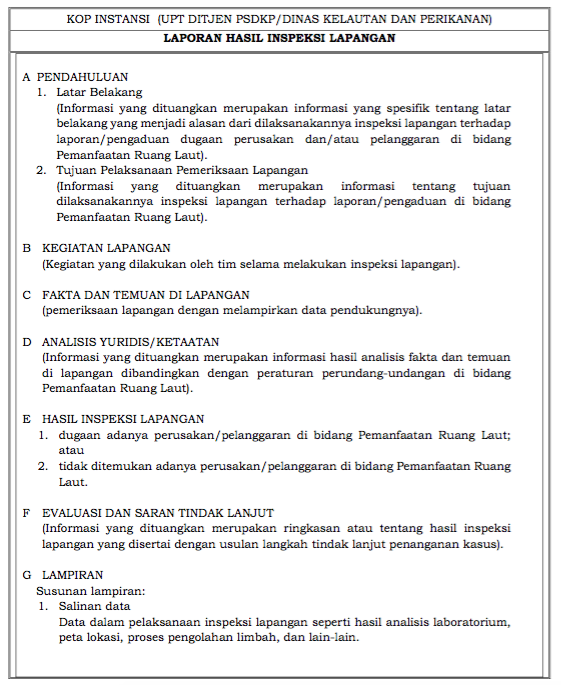 KOP INSTANSI (UPT DITJEN PSDKP/DINAS KELAUTAN DAN PERIKANAN)
LAPORAN HASIL INSPEKSI LAPANGAN
A PENDAHULUAN
1. Latar Belakang
(Informasi yang dituangkan merupakan informasi yang spesifik tentang latar
belakang yang menjadi alasan dari dilaksanakannya inspeksi lapangan terhadap
laporan/pengaduan dugaan perusakan dan/atau pelanggaran di bidang
Pemanfaatan Ruang Laut).
2. Tujuan Pelaksanaan Pemeriksaan Lapangan
(Informasi yang dituangkan merupakan informasi tentang tujuan
dilaksanakannya inspeksi lapangan terhadap laporan/pengaduan di bidang
Pemanfaatan Ruang Laut).
B KEGIATAN LAPANGAN
(Kegiatan yang dilakukan oleh tim selama melakukan inspeksi lapangan).
C FAKTA DAN TEMUAN DI LAPANGAN
(pemeriksaan lapangan dengan melampirkan data pendukungnya).
D ANALISIS YURIDIS/KETAATAN
(Informasi yang dituangkan merupakan informasi hasil analisis fakta dan temuan
di lapangan dibandingkan dengan peraturan perundang-undangan di bidang
Pemanfaatan Ruang Laut).
E HASIL INSPEKSI LAPANGAN
1. dugaan adanya perusakan/pelanggaran di bidang Pemanfaatan Ruang Laut;
atau
2. tidak ditemukan adanya perusakan/pelanggaran di bidang Pemanfaatan Ruang
Laut.
F EVALUASI DAN SARAN TINDAK LANJUT
(Informasi yang dituangkan merupakan ringkasan atau tentang hasil inspeksi
lapangan yang disertai dengan usulan langkah tindak lanjut penanganan kasus).
G LAMPIRAN
Susunan lampiran:
1. Salinan data
Data dalam pelaksanaan inspeksi lapangan seperti hasil analisis laboratorium,
peta lokasi, proses pengolahan limbah, dan lain-lain.